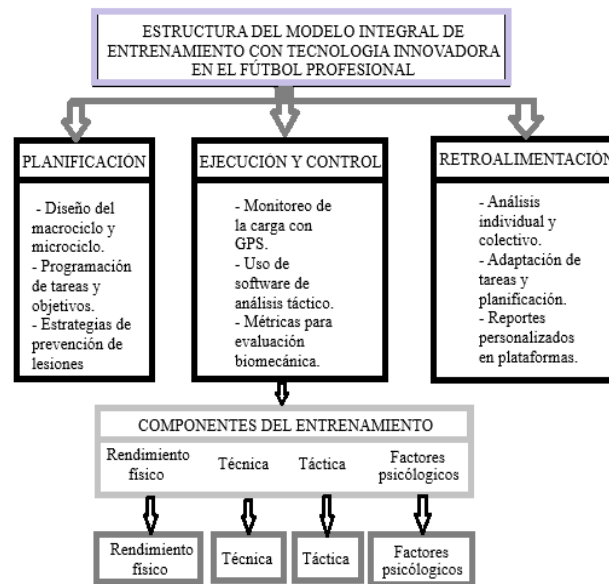 ESTRUCTURA DEL MODELO INTEGRAL DE
ENTRENAMIENTO CON TECNOLOGIA INNOVADORA
EN EL FÚTBOL PROFESIONAL
PLANIFICACIÓN
- Diseño del
macrociclo y
microciclo.
- Programación
de tareas y
objetivos.
- Estrategias de
prevención de
lesiones
EJECUCIÓN Y CONTROL
- Monitoreo de
la carga con
GPS.
- Uso de
software de
análisis táctico.
- Métricas para
evaluación
biomecánica.
RETROALIMENTACIÓN
- Análisis
individual y
colectivo.
- Adaptación de
tareas y
planificación.
- Reportes
personalizados
en plataformas.
COMPONENTES DEL ENTRENAMIENTO
Rendimiento
físico
Técnica
Táctica
Factores
psicólogicos
Rendimiento
físico
Técnica
Táctica
Factores
psicólogicos